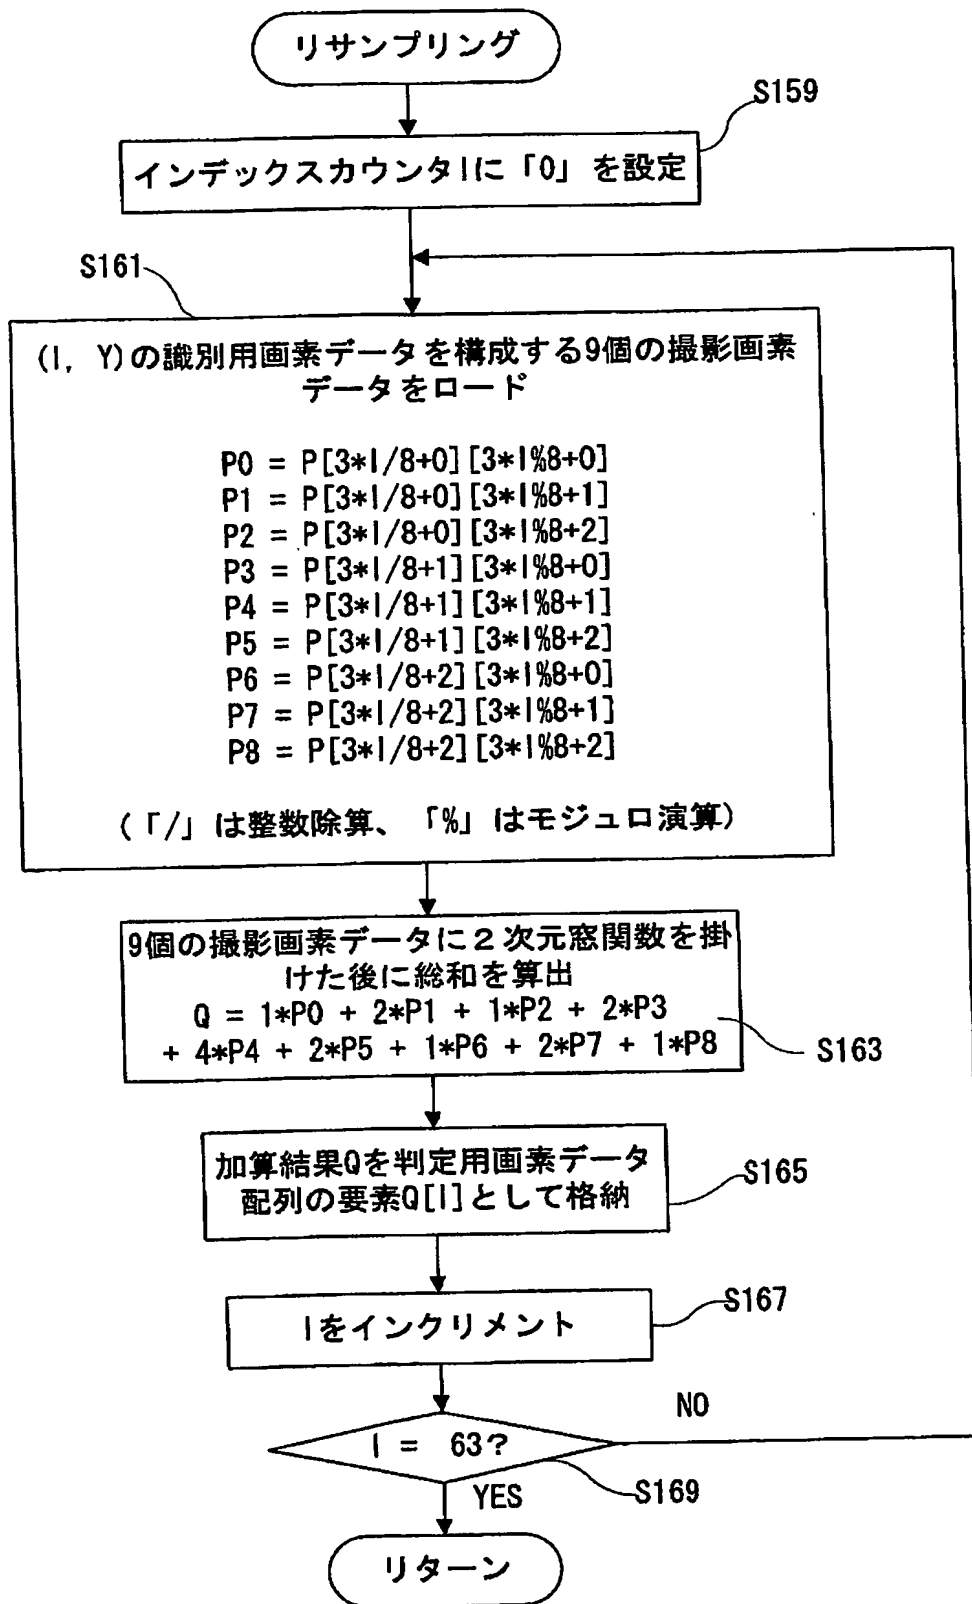 リサンプリング
S159
インデックスカウンタIに「0」を設定
S161
(I, Y)の識別用画素データを構成する9個の撮影画素
データをロード
P0 = P[3*I/8+0][3*I%8+0]
P1 = P[3*I/8+0][3*I%8+1]
P2 = P[3*I/8+0][3*I%8+2]
P3 = P[3*I/8+1][3*I%8+0]
P4 = P[3*I/8+1][3*I%8+1]
P5 = P[3*I/8+1][3*I%8+2]
P6 = P[3*I/8+2][3*I%8+0]
P7 = P[3*I/8+2][3*I%8+1]
P8 = P[3*I/8+2][3*I%8+2]
(「/」は整数除算、「%」はモジュロ演算)
9個の撮影画素データに2次元窓関数を掛
けた後に総和を算出
Q = 1*P0 + 2*P1 + 1*P2 + 2*P3
+ 4*P4 + 2*P5 + 1*P6 + 2*P7 + 1*P8
S163
加算結果Qを判定用画素データ
配列の要素Q[I]として格納
S165
Iをインクリメント
S167
I = 63?
NO
S169
YES
リターン